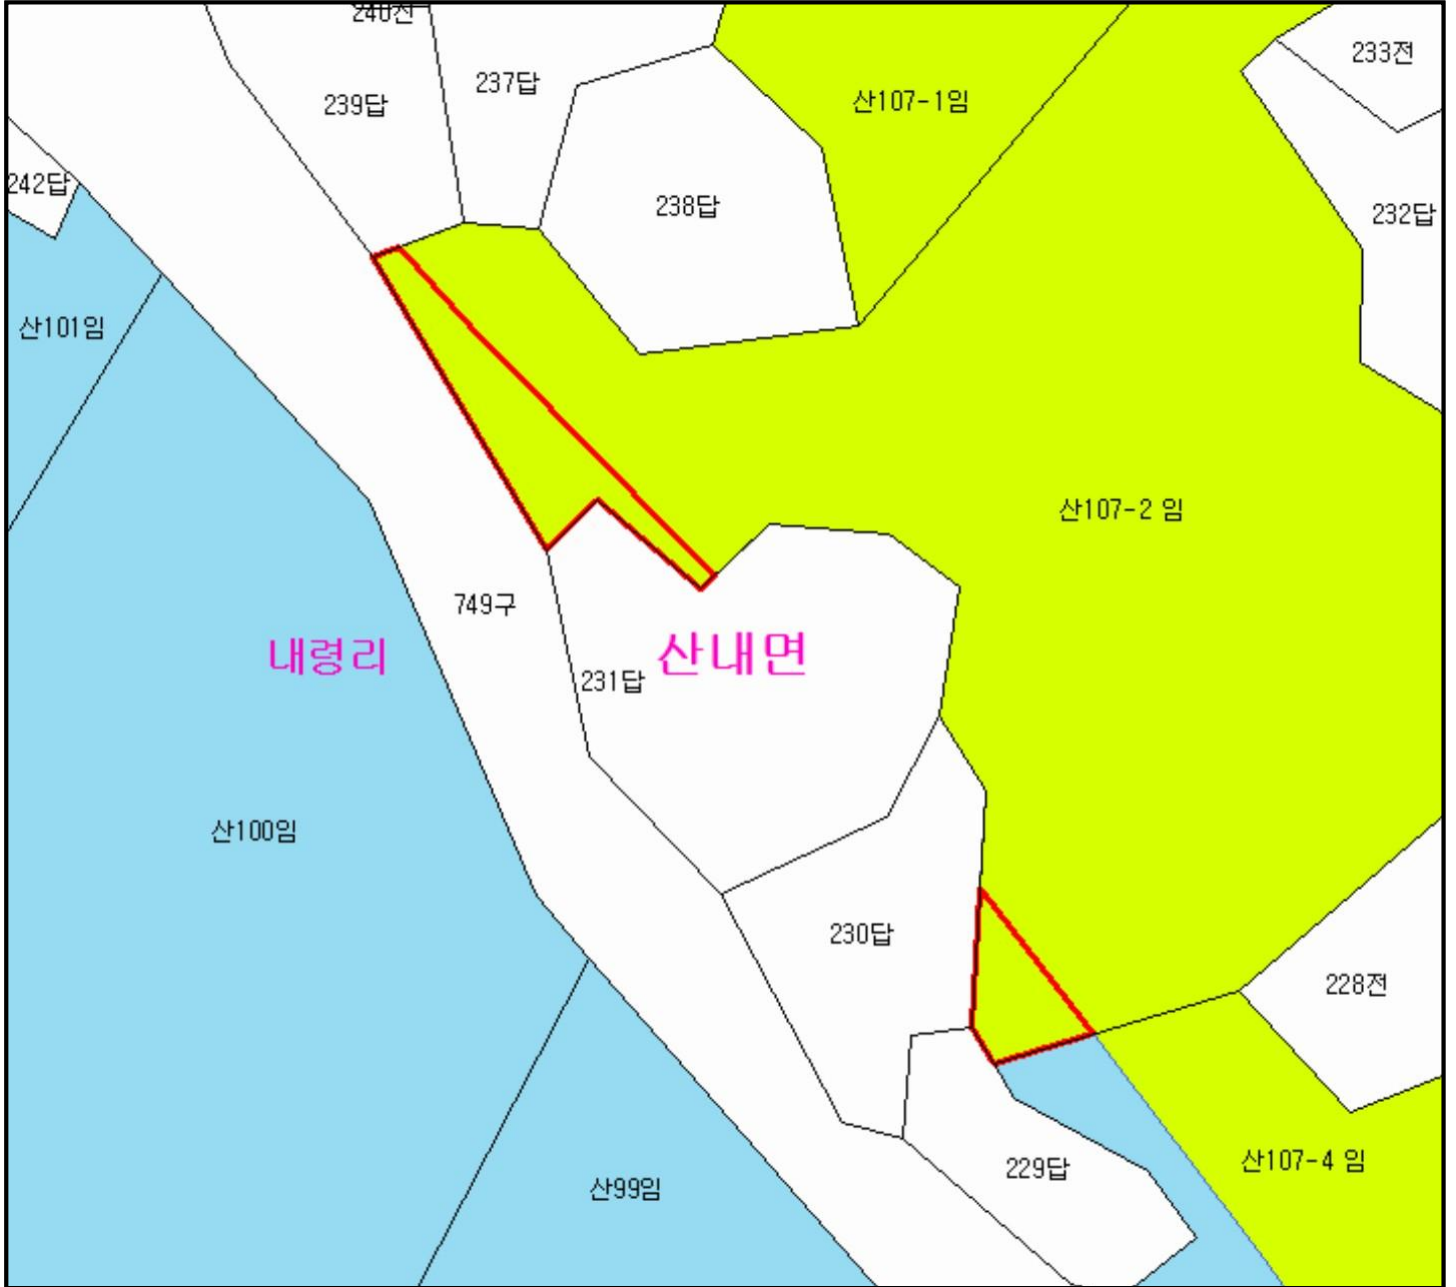 240전
233전
237답
산107-1임
239답
242답
238답
232답
산101임
산107-2 임
749구
내령리
산내면
231답
산100임
230답
228전
산107-4 임
229답
산99임